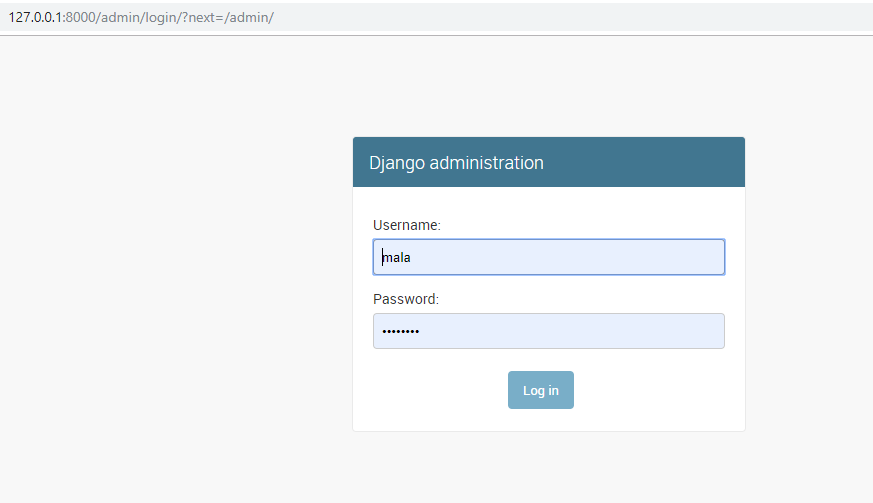 127.0.0.1:8000/admin/login/?next=/admin/
Django administration
Username:
mala
Password:
••••••••
Log in